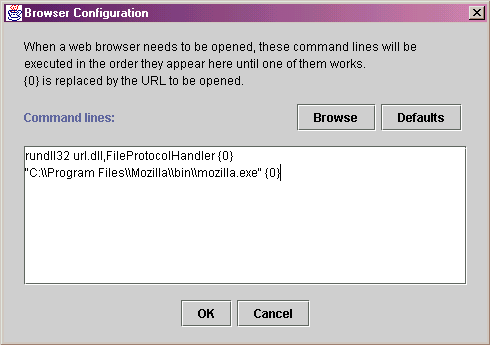 Browser Configuration
When a web browser needs to be opened, these command lines will be
executed in the order they appear here until one of them works.
{0} is replaced by the URL to be opened.
Command lines:
Browse
Defaults
rundll32 url.dll,FileProtocolHandler {0}
"C:\\Program Files\\Mozilla\\bin\\mozilla.exe" {0}
OK
Cancel